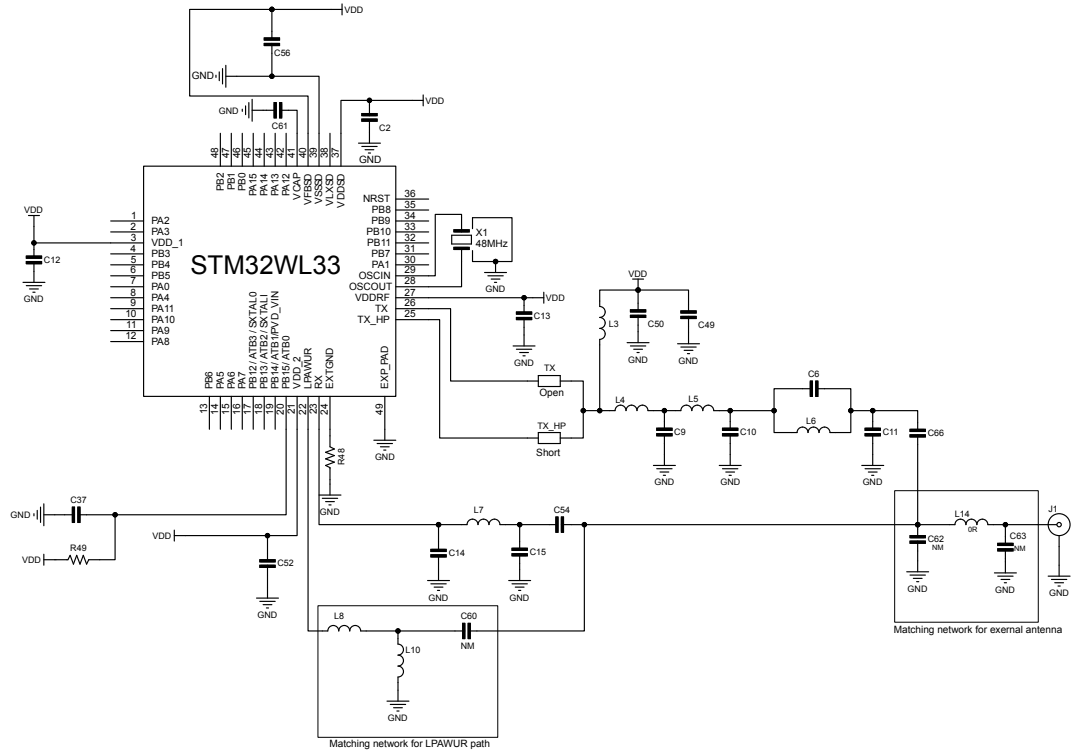 VDD
C56
GND
GND
C61
VDD
C2
GND
48
47
46
45
44
43
42
41
40
39
38
37
PB2
PB1
PB0
PA15
PA14
PA13
PA12
VCAP
VFBSD
VSSSD
VLXSD
VDDSD
VDD
C12
GND
1 PA2
2 PA3
3 VDD_1
4 PB3
5 PB4
6 PB5
7 PA0
8 PA4
9 PA11
10 PA10
11 PA9
12 PA8
STM32WL33
NRST 36
PB8 35
PB9 34
PB10 33
PB11 32
PB7 31
PA1 30
OSCIN 29
OSCOUT 28
VDDRF 27
TX 26
TX_HP 25
X1
48MHz
GND
VDD
C13
GND
PB6
PA5
PA6
PA7
PB12/ ATB3 / SXTAL0
PB13/ ATB2 / SXTAL1
PB14/ ATB1/PVD_VIN
PB15/ ATB0
VDD_2
LPAWUR
RX
EXTGND
EXP_PAD
13
14
15
16
17
18
19
20
21
22
23
24
49
GND
R48
GND
TX
Open
TX_HP
Short
VDD
L3
C50
GND
C49
GND
L4
C9
GND
L5
C10
GND
C6
L6
C11
GND
C66
GND
C37
VDD
R49
VDD
C52
GND
C14
GND
L7
C15
GND
C54
L8
L10
GND
C60
NM
Matching network for LPAWUR path
C62
NM
GND
L14
0R
C63
NM
GND
J1
GND
Matching network for exernal antenna